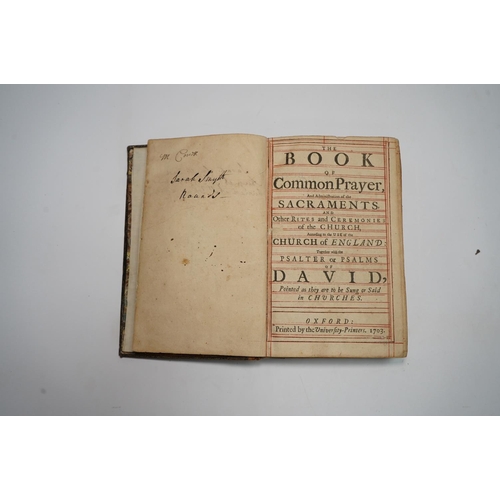 Sarah
THE
BOOK
OF
Common Prayer,
And Administration of the
SACRAMENTS
AND
Other RITES and CEREMONIES
of the CHURCH,
According to the USE of the
CHURCH of ENGLAND
Together with the
PSALTER or PSALMS
OF
DAVID,
Printed as they are to be Sung or Said
in CHURCHES.
OXFORD:
Printed by the University-Printers. 1703.